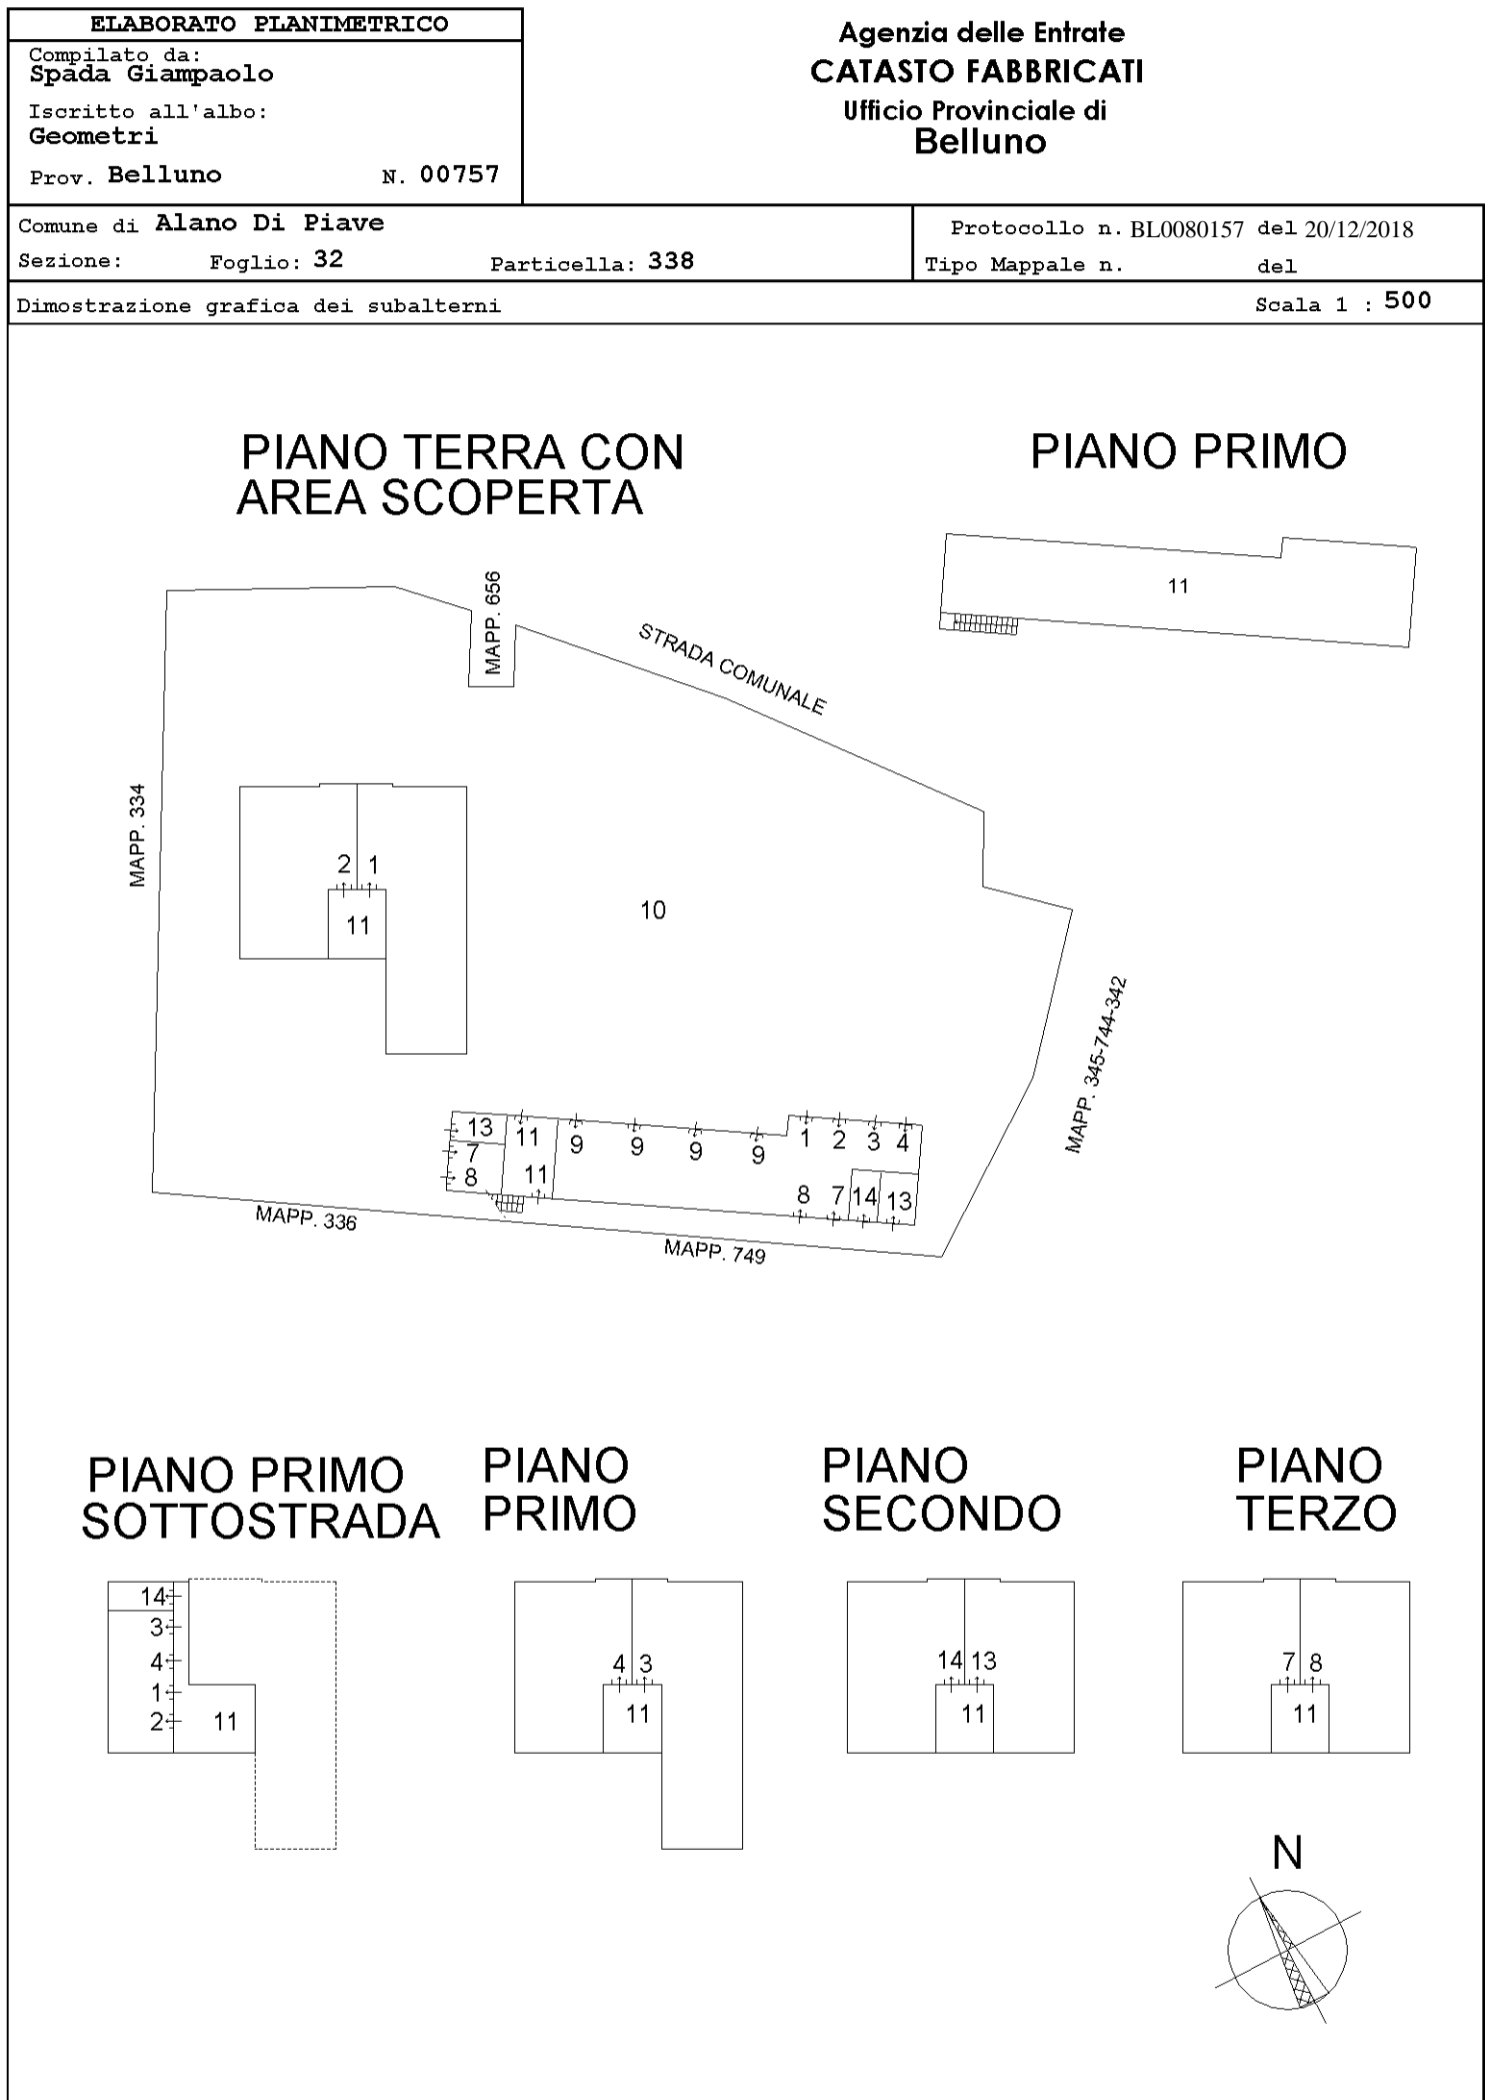 ELABORATO PLANIMETRICO
Compilato da:
Spada Giampaolo
Iscritto all'albo:
Geometri
Prov. Belluno N. 00757
Agenzia delle Entrate
CATASTO FABBRICATI
Ufficio Provinciale di
Belluno
Comune di Alano Di Piave
Sezione: Foglio: 32 Particella: 338
Protocollo n. BL0080157 del 20/12/2018
Tipo Mappale n. del
Dimostrazione grafica dei subalterni Scala 1 : 500
PIANO TERRA CON
AREA SCOPERTA
PIANO PRIMO
11
MAPP. 656
STRADA COMUNALE
MAPP. 334
2 1
11
10
MAPP. 345-744-342
13 11 9 9 9 9 1 2 3 4
7
8 11 8 7 14 13
MAPP. 336
MAPP. 749
PIANO PRIMO
SOTTOSTRADA
14
3
4
1
2 11
PIANO
PRIMO
4 3
11
PIANO
SECONDO
14 13
11
PIANO
TERZO
7 8
11
N